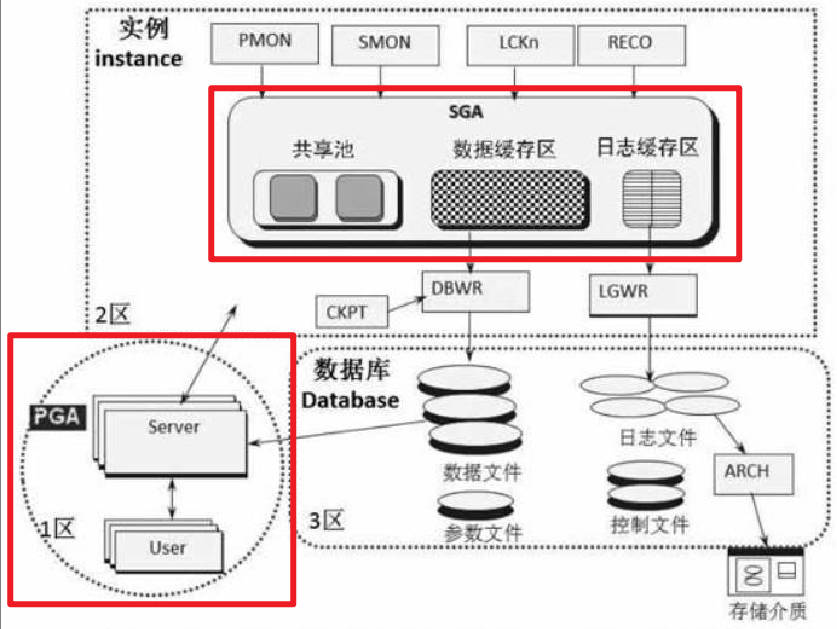 实例
instance
PMON
SMON
LCKn
RECO
SGA
共享池
数据缓存区
日志缓存区
CKPT
DBWR
LGWR
2区
PGA
Server
User
1区
数据库
Database
数据文件
参数文件
日志文件
控制文件
ARCH
3区
存储介质